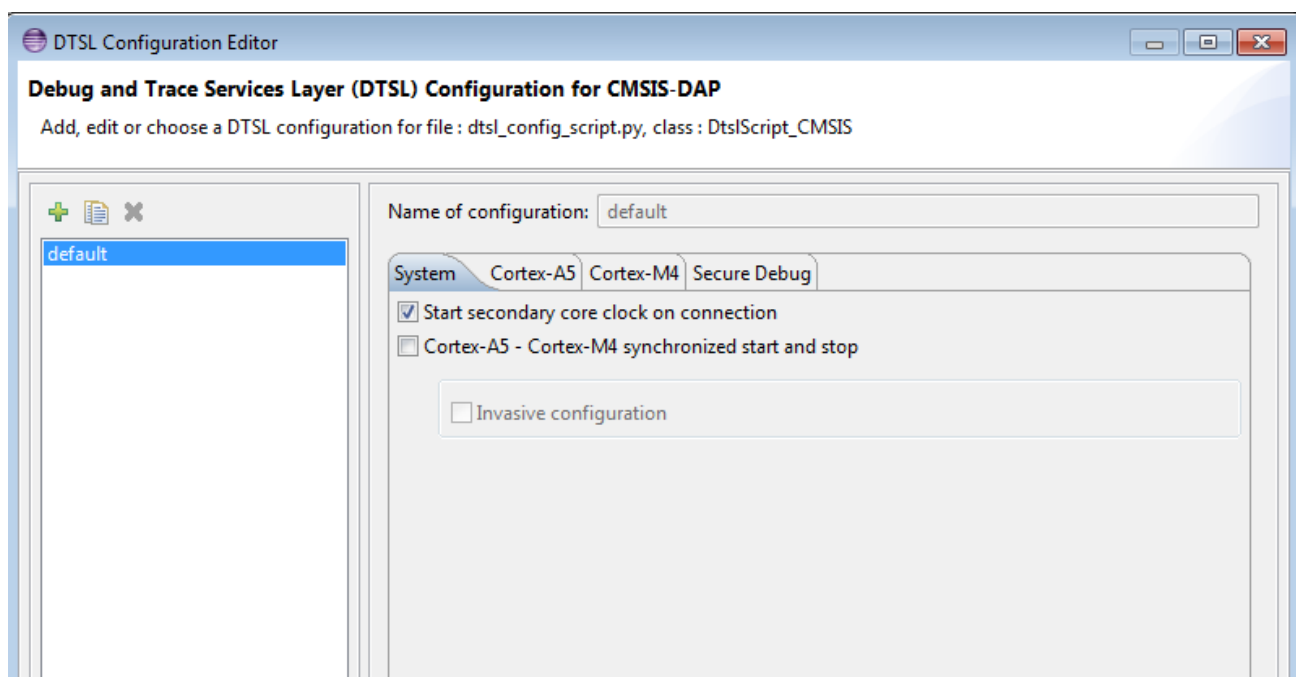 DTSL Configuration Editor
Debug and Trace Services Layer (DTSL) Configuration for CMSIS-DAP
Add, edit or choose a DTSL configuration for file : dtsl_config_script.py, class : DtslScript_CMSIS
default
Name of configuration: default
System Cortex-A5 Cortex-M4 Secure Debug
Start secondary core clock on connection
Cortex-A5 - Cortex-M4 synchronized start and stop
Invasive configuration